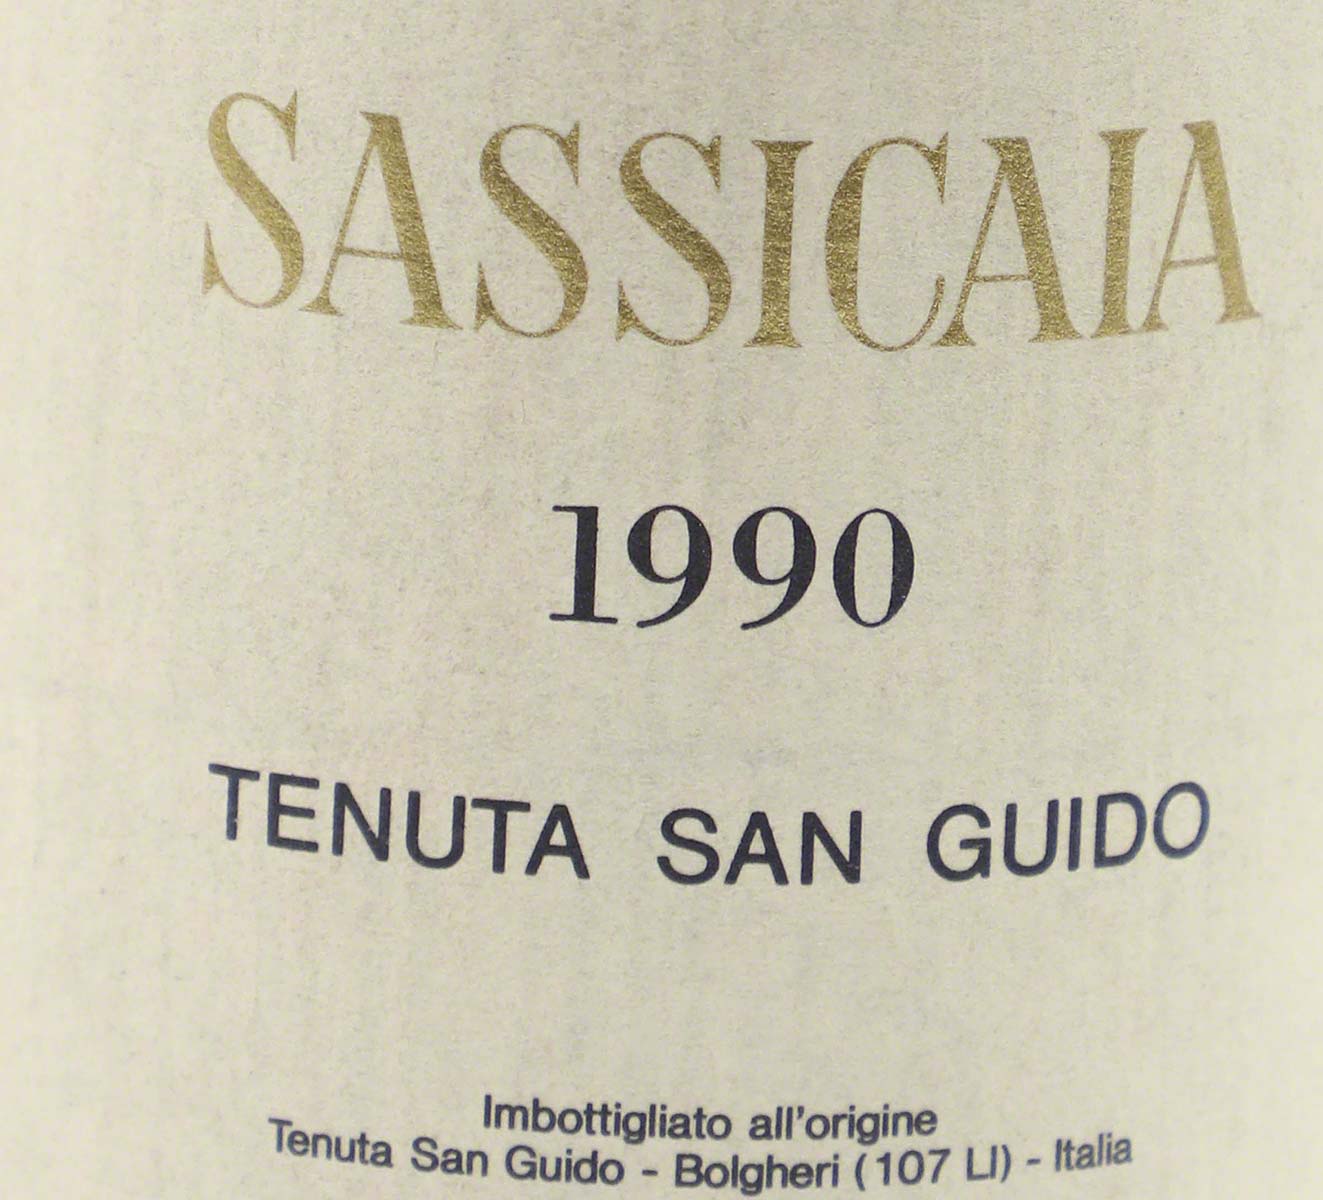 SASSICAIA
1990
TENUTA SAN GUIDO
Imbottigliato all'origine
Tenuta San Guido - Bolgheri (107 LI) - Italia